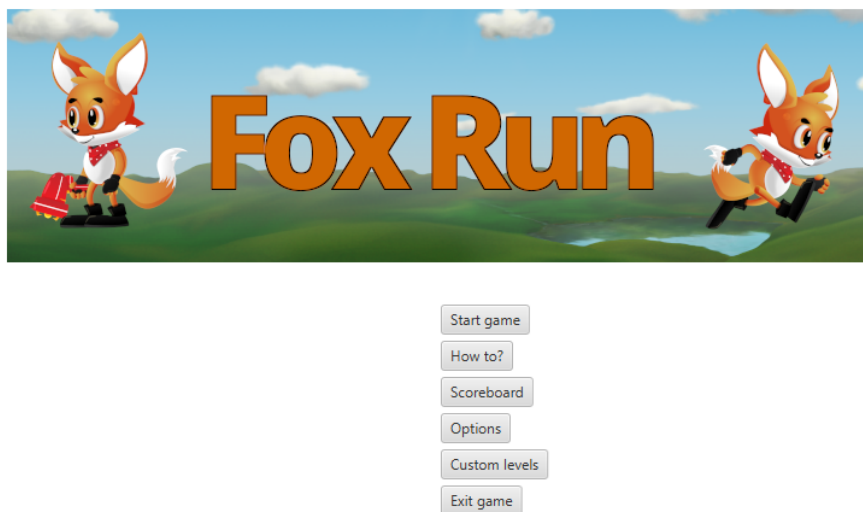 Fox Run
Start game
How to?
Scoreboard
Options
Custom levels
Exit game